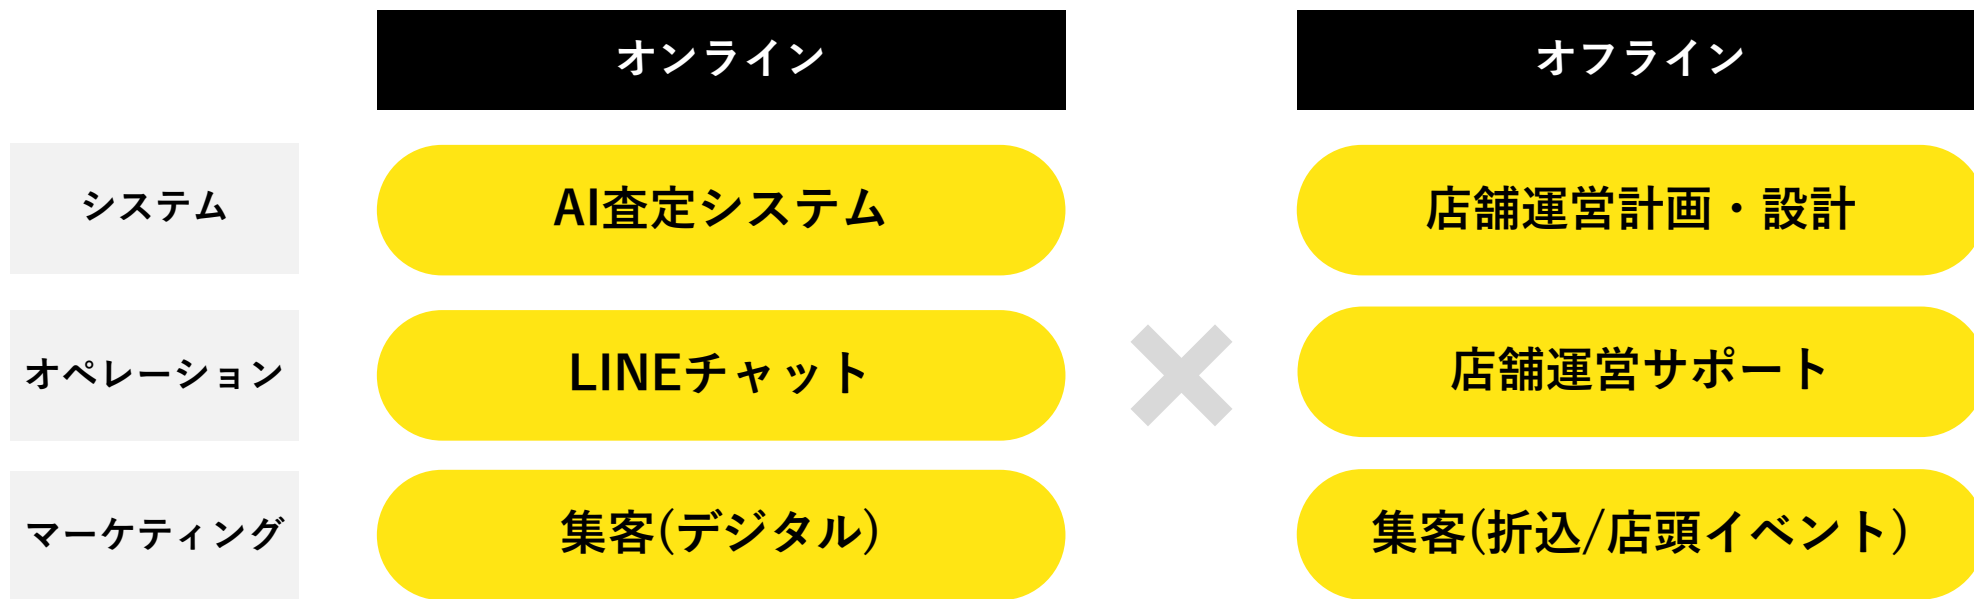 オンライン
オフライン
システム
AI査定システム
店舗運営計画・設計
オペレーション
LINEチャット
店舗運営サポート
マーケティング
集客(デジタル)
集客(折込/店頭イベント)